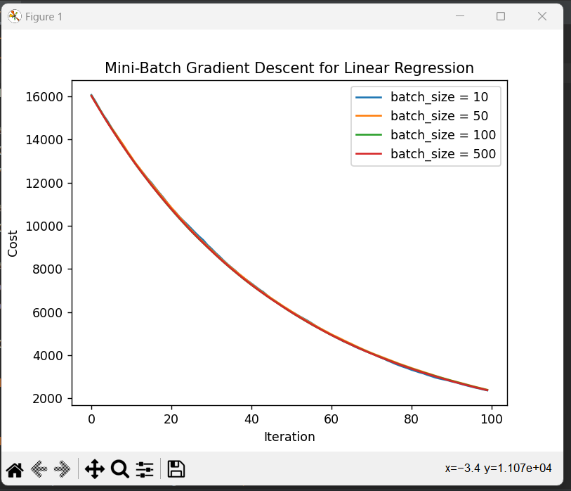 Figure 1
Mini-Batch Gradient Descent for Linear Regression
batch_size = 10
batch_size = 50
batch_size = 100
batch_size = 500
16000
14000
12000
10000
8000
6000
4000
2000
Cost
0 20 40 60 80 100
Iteration
x=−3.4 y=1.107e+04